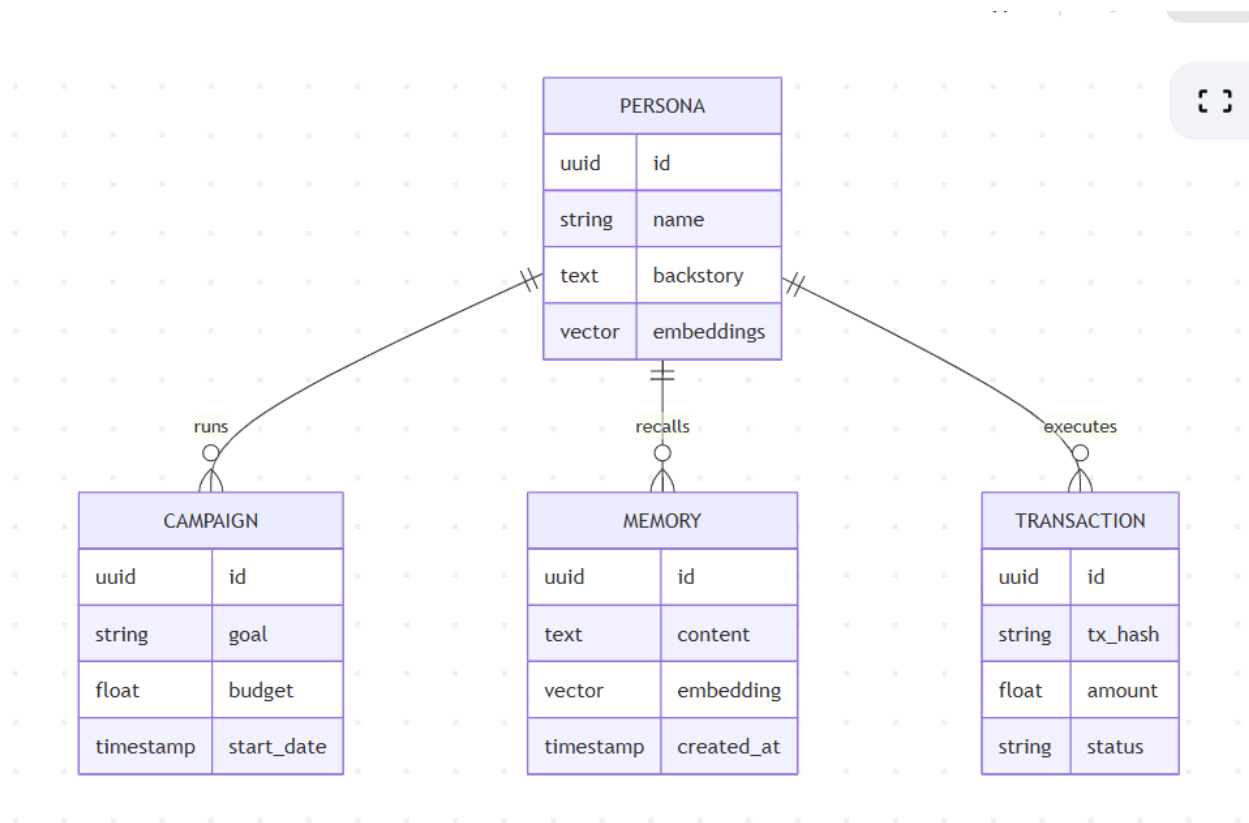 PERSONA
uuid id
string name
text backstory
vector embeddings
runs
recalls
executes
CAMPAIGN
uuid id
string goal
float budget
timestamp start_date
MEMORY
uuid id
text content
vector embedding
timestamp created_at
TRANSACTION
uuid id
string tx_hash
float amount
string status